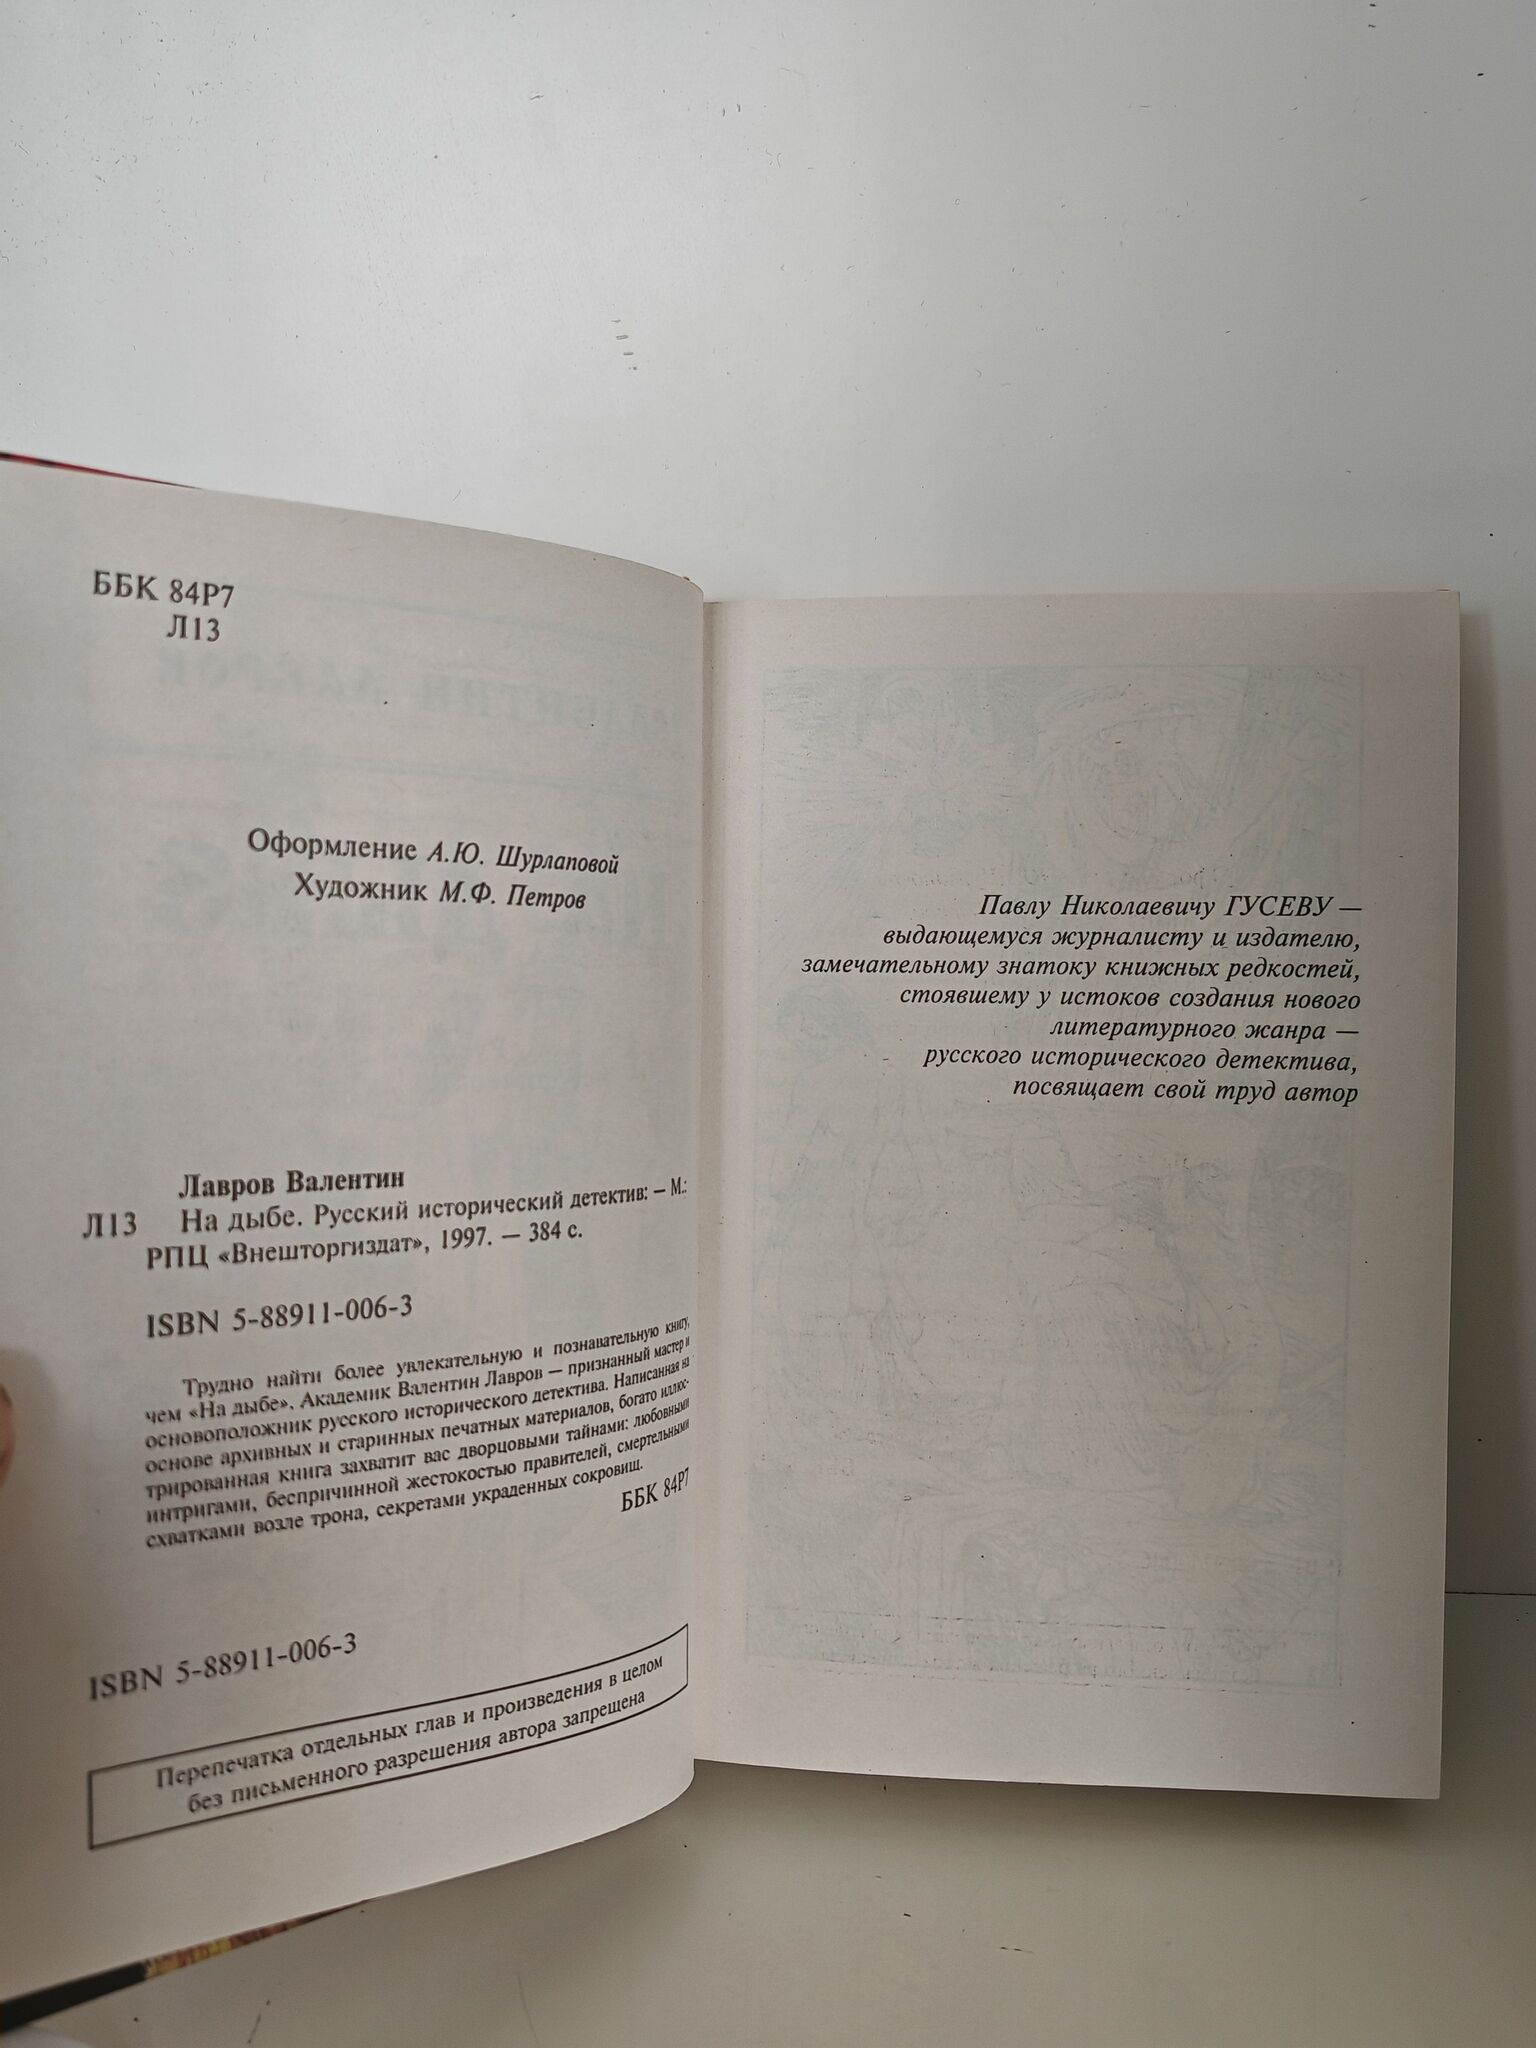 ББК 84Р7
Л13
Оформление А.Ю. Шурлаповой
Художник М.Ф. Петров
Лавров Валентин
Л13 На дыбе. Русский исторический детектив: – М.:
РПЦ «Внешторгиздат», 1997. – 384 с.
ISBN 5-88911-006-3
Трудно найти более увлекательную и познавательную книгу,
чем «На дыбе». Академик Валентин Лавров — признанный мастер и
основоположник русского исторического детектива. Написанная на
основе архивных и старинных печатных материалов, богато иллюс-
трированная книга захватит вас дворцовыми тайнами: любовными
интригами, беспричинной жестокостью правителей, смертельными
схватками возле трона, секретами украденных сокровищ.
ББК 84Р7
ISBN 5-88911-006-3
Перепечатка отдельных глав и произведения в целом
без письменного разрешения автора запрещена
Павлу Николаевичу ГУСЕВУ —
выдающемуся журналисту и издателю,
замечательному знатоку книжных редкостей,
стоявшему у истоков создания нового
литературного жанра —
русского исторического детектива,
посвящает свой труд автор